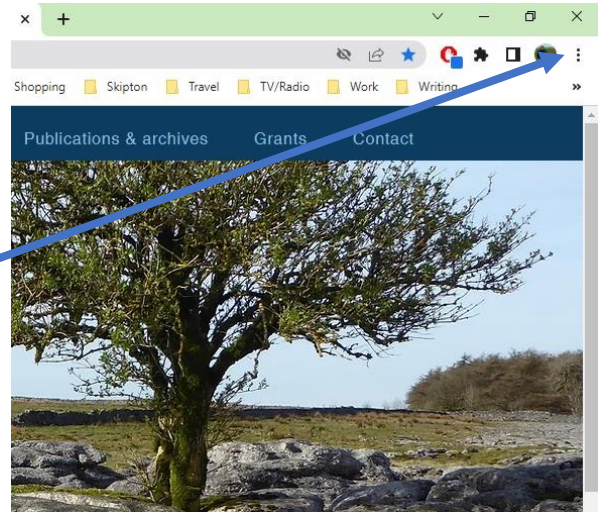 Shopping Skipton Travel TV/Radio Work Writing
Publications & archives Grants Contact